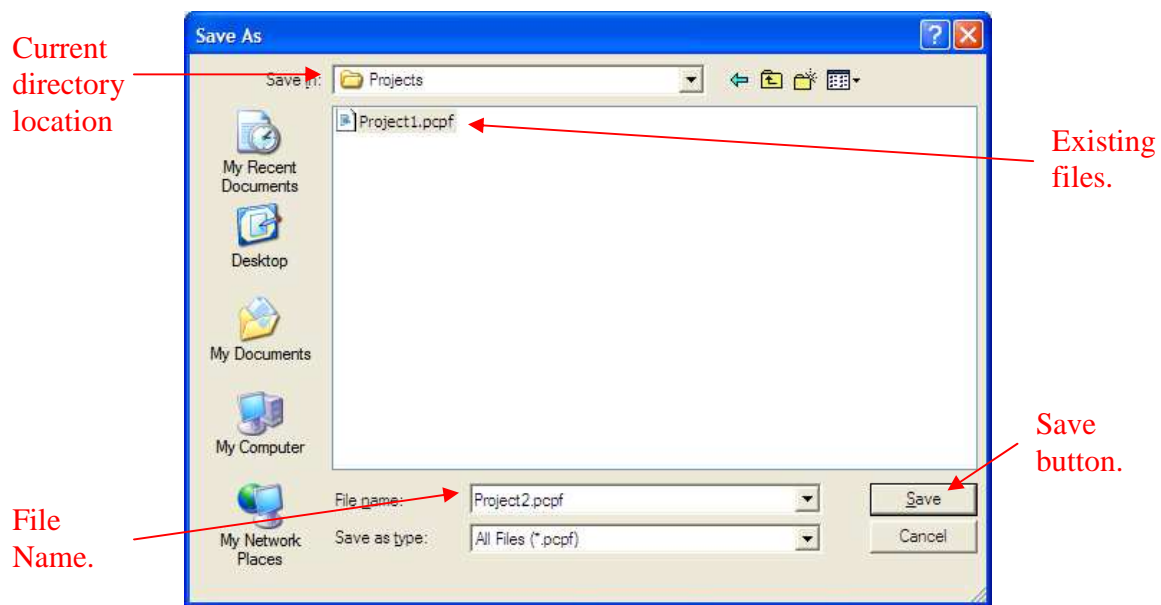 Save As
Current
directory
location
Save in:
Projects
Project1.pcpf
Existing
files.
My Recent
Documents
Desktop
My Documents
My Computer
My Network
Places
Save
button.
File
Name.
File name:
Project2.pcpf
Save
Save as type:
All Files (*.pcpf)
Cancel